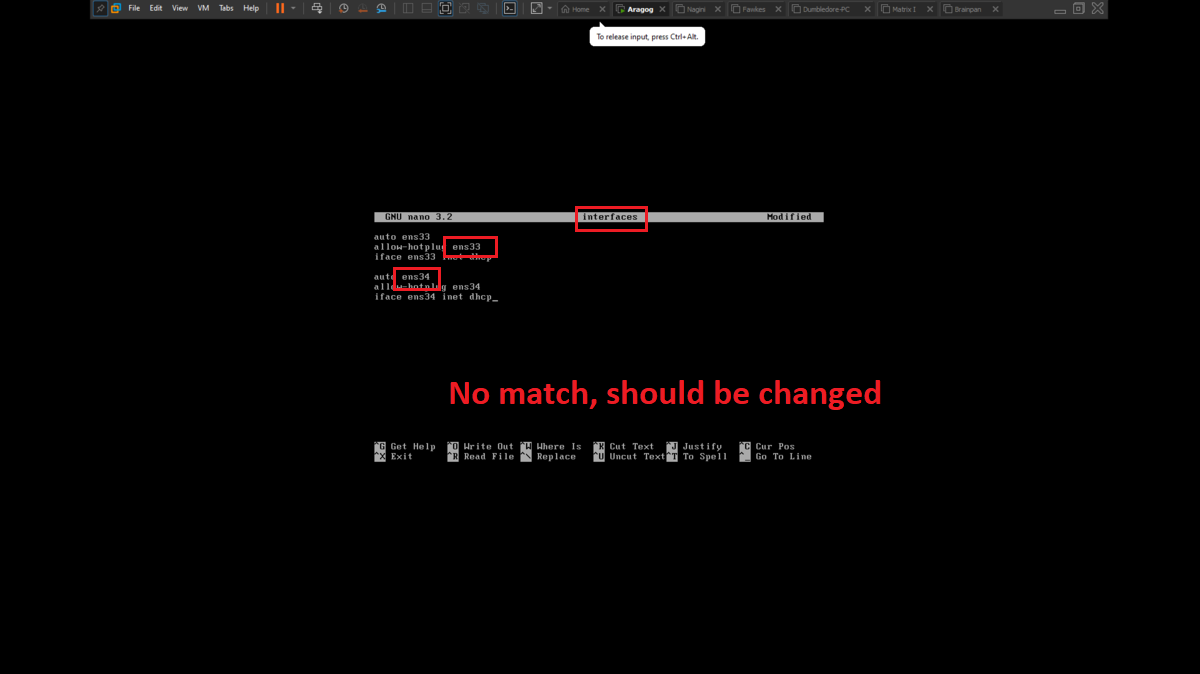 File Edit View VM Tabs Help Home Aragog Nagini Fawkes Dumbledore-PC Matrix I Brainpan
To release input, press Ctrl+Alt.
GNU nano 3.2 interfaces Modified
auto ens33
allow-hotplug ens33
iface ens33 inet dhcp
auto ens34
allow-hotplug ens34
iface ens34 inet dhcp_
No match, should be changed
^G Get Help ^O Write Out ^W Where Is ^K Cut Text ^J Justify ^C Cur Pos
^X Exit ^R Read File ^\ Replace ^U Uncut Text ^T To Spell ^_ Go To Line